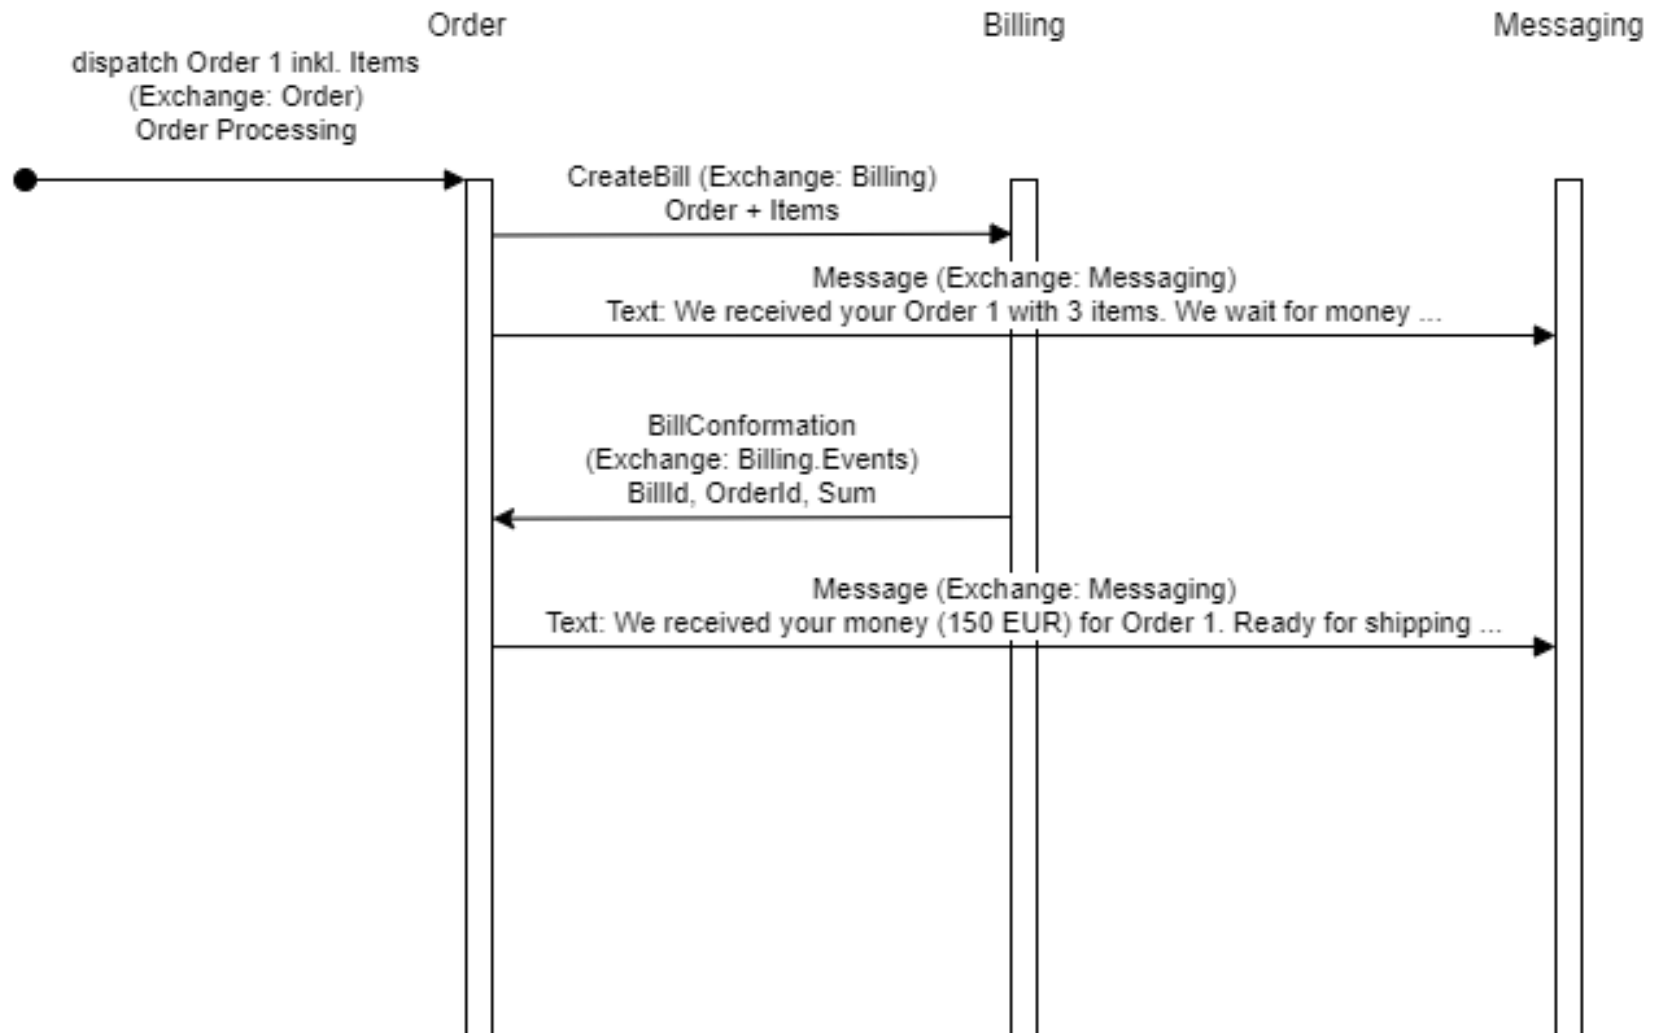 Order
Billing
Messaging
dispatch Order 1 inkl. Items
(Exchange: Order)
Order Processing
CreateBill (Exchange: Billing)
Order + Items
Message (Exchange: Messaging)
Text: We received your Order 1 with 3 items. We wait for money ...
BillConformation
(Exchange: Billing.Events)
BillId, OrderId, Sum
Message (Exchange: Messaging)
Text: We received your money (150 EUR) for Order 1. Ready for shipping ...